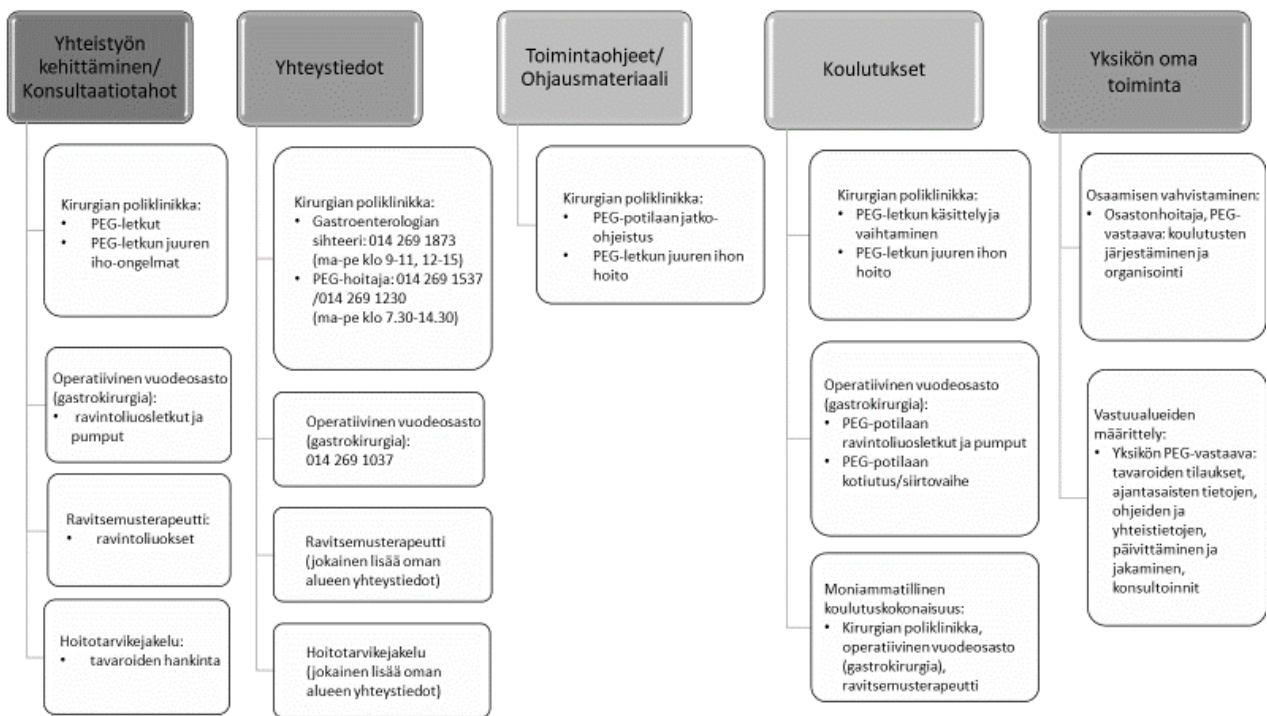 Yhteistyön
kehittäminen/
Konsultaatiotahot
Kirurgian poliklinikka:
• PEG-letkut
• PEG-letkun juuren
iho-ongelmat
Operatiivinen vuodeosasto
(gastrokirurgia):
• ravintoliuosletkut ja
pumput
Ravitsemusterapeutti:
• ravintoliuokset
Hoitotarvikejakelu:
• tavaroiden hankinta
Yhteystiedot
Kirurgian poliklinikka:
• Gastroenterologian
sihteeri: 014 269 1873
(ma-pe klo 9-11, 12-15)
• PEG-hoitaja: 014 269 1537
/014 269 1230
(ma-pe klo 7.30-14.30)
Operatiivinen vuodeosasto
(gastrokirurgia):
014 269 1037
Ravitsemusterapeutti
(jokainen lisää oman
alueen yhteystiedot)
Hoitotarvikejakelu
(jokainen lisää oman
alueen yhteystiedot)
Toimintaohjeet/
Ohjausmateriaali
Kirurgian poliklinikka:
• PEG-potilaan jatko-
ohjeistus
• PEG-letkun juuren ihon
hoito
Koulutukset
Kirurgian poliklinikka:
• PEG-letkun käsittely ja
vaihtaminen
• PEG-letkun juuren ihon
hoito
Operatiivinen vuodeosasto
(gastrokirurgia):
• PEG-potilaan
ravintoliuosletkut ja pumput
• PEG-potilaan
kotiutus/siirtovaihe
Moniammatillinen
koulutuskokonaisuus:
• Kirurgian poliklinikka,
operatiivinen vuodeosasto
(gastrokirurgia),
ravitsemusterapeutti
Yksikön oma
toiminta
Osaamisen vahvistaminen:
• Osastonhoitaja, PEG-
vastaava: koulutusten
järjestäminen ja
organisointi
Vastuualueiden
määrittely:
• Yksikön PEG-vastaava:
tavaroiden tilaukset,
ajantasaisten tietojen,
ohjeiden ja
yhteistietojen,
päivittäminen ja
jakaminen,
konsultoinnit